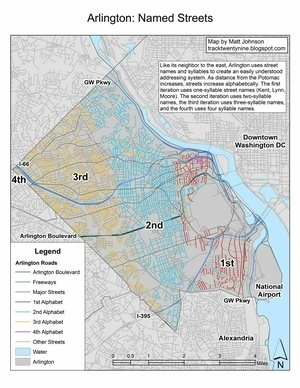 Arlington: Named Streets
Map by Matt Johnson
tracktwentynine.blogspot.com
Like its neighbor to the east, Arlington uses street
names and syllables to create an easily understood
addressing system. As distance from the Potomac
increases, streets increase alphabetically. The first
iteration uses one-syllable street names (Kent, Lynn,
Moore). The second iteration uses two-syllable
names, the third iteration uses three-syllable names,
and the fourth uses four syllable names.
GW Pkwy
Downtown
Washington DC
I-66
4th
3rd
2nd
Arlington Boulevard
1st
National
Airport
GW Pkwy
I-395
Alexandria
Legend
Arlington Roads
Arlington Boulevard
Freeways
Major Streets
1st Alphabet
2nd Alphabet
3rd Alphabet
4th Alphabet
Other Streets
Water
Arlington
0 0.5 1 2 3 4
Miles
N